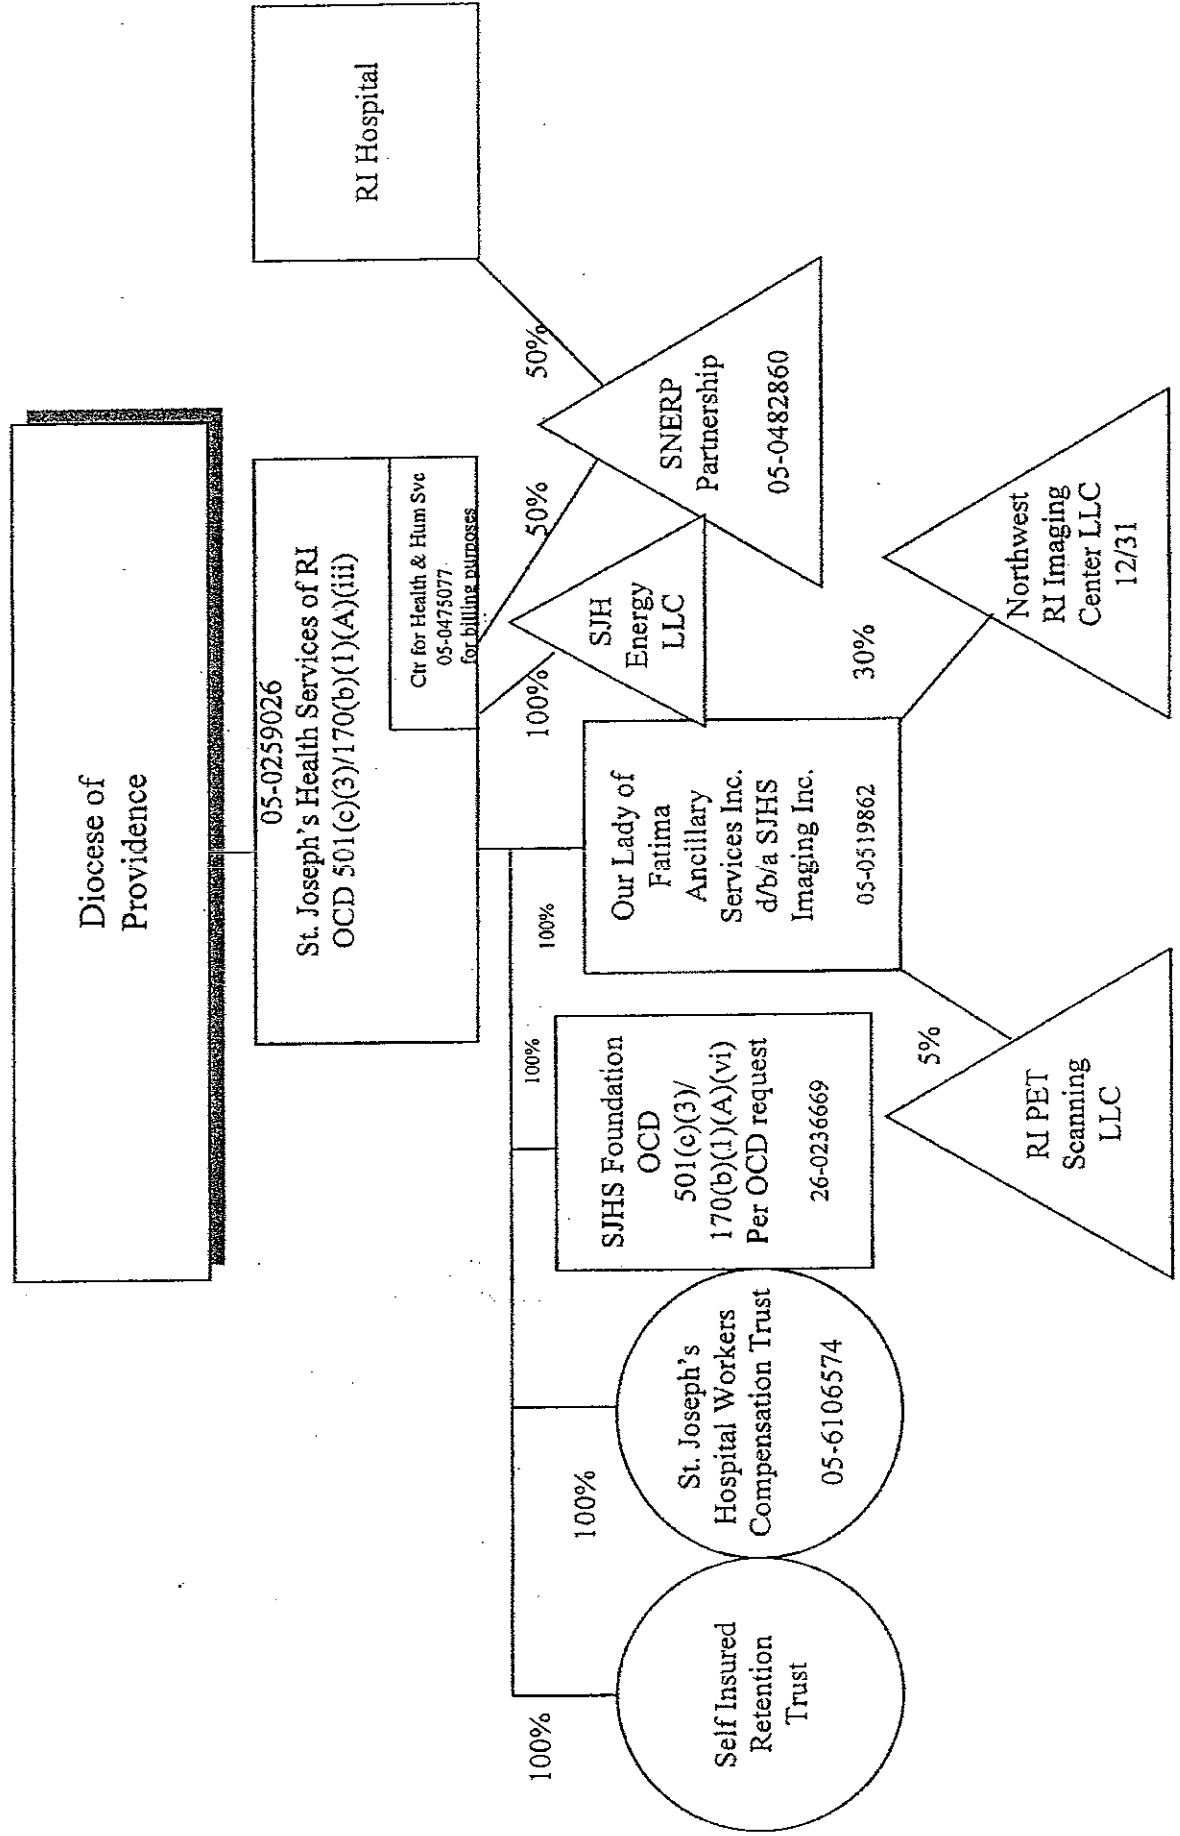 Diocese of
Providence
05-0259026
St. Joseph's Health Services of RI
OCD 501(c)(3)/170(b)(1)(A)(iii)
Ctr for Health & Hum Svc
05-0475077
for billing purposes
RI Hospital
100%
100%
100%
100%
100%
50%
50%
Self Insured
Retention
Trust
St. Joseph's
Hospital Workers
Compensation Trust
05-6106574
SJHS Foundation
OCD
501(c)(3)/
170(b)(1)(A)(vi)
Per OCD request
26-0236669
Our Lady of
Fatima
Ancillary
Services Inc.
d/b/a SJHS
Imaging Inc.
05-0519862
SJH
Energy
LLC
SNERP
Partnership
05-0482860
5%
30%
RI PET
Scanning
LLC
Northwest
RI Imaging
Center LLC
12/31